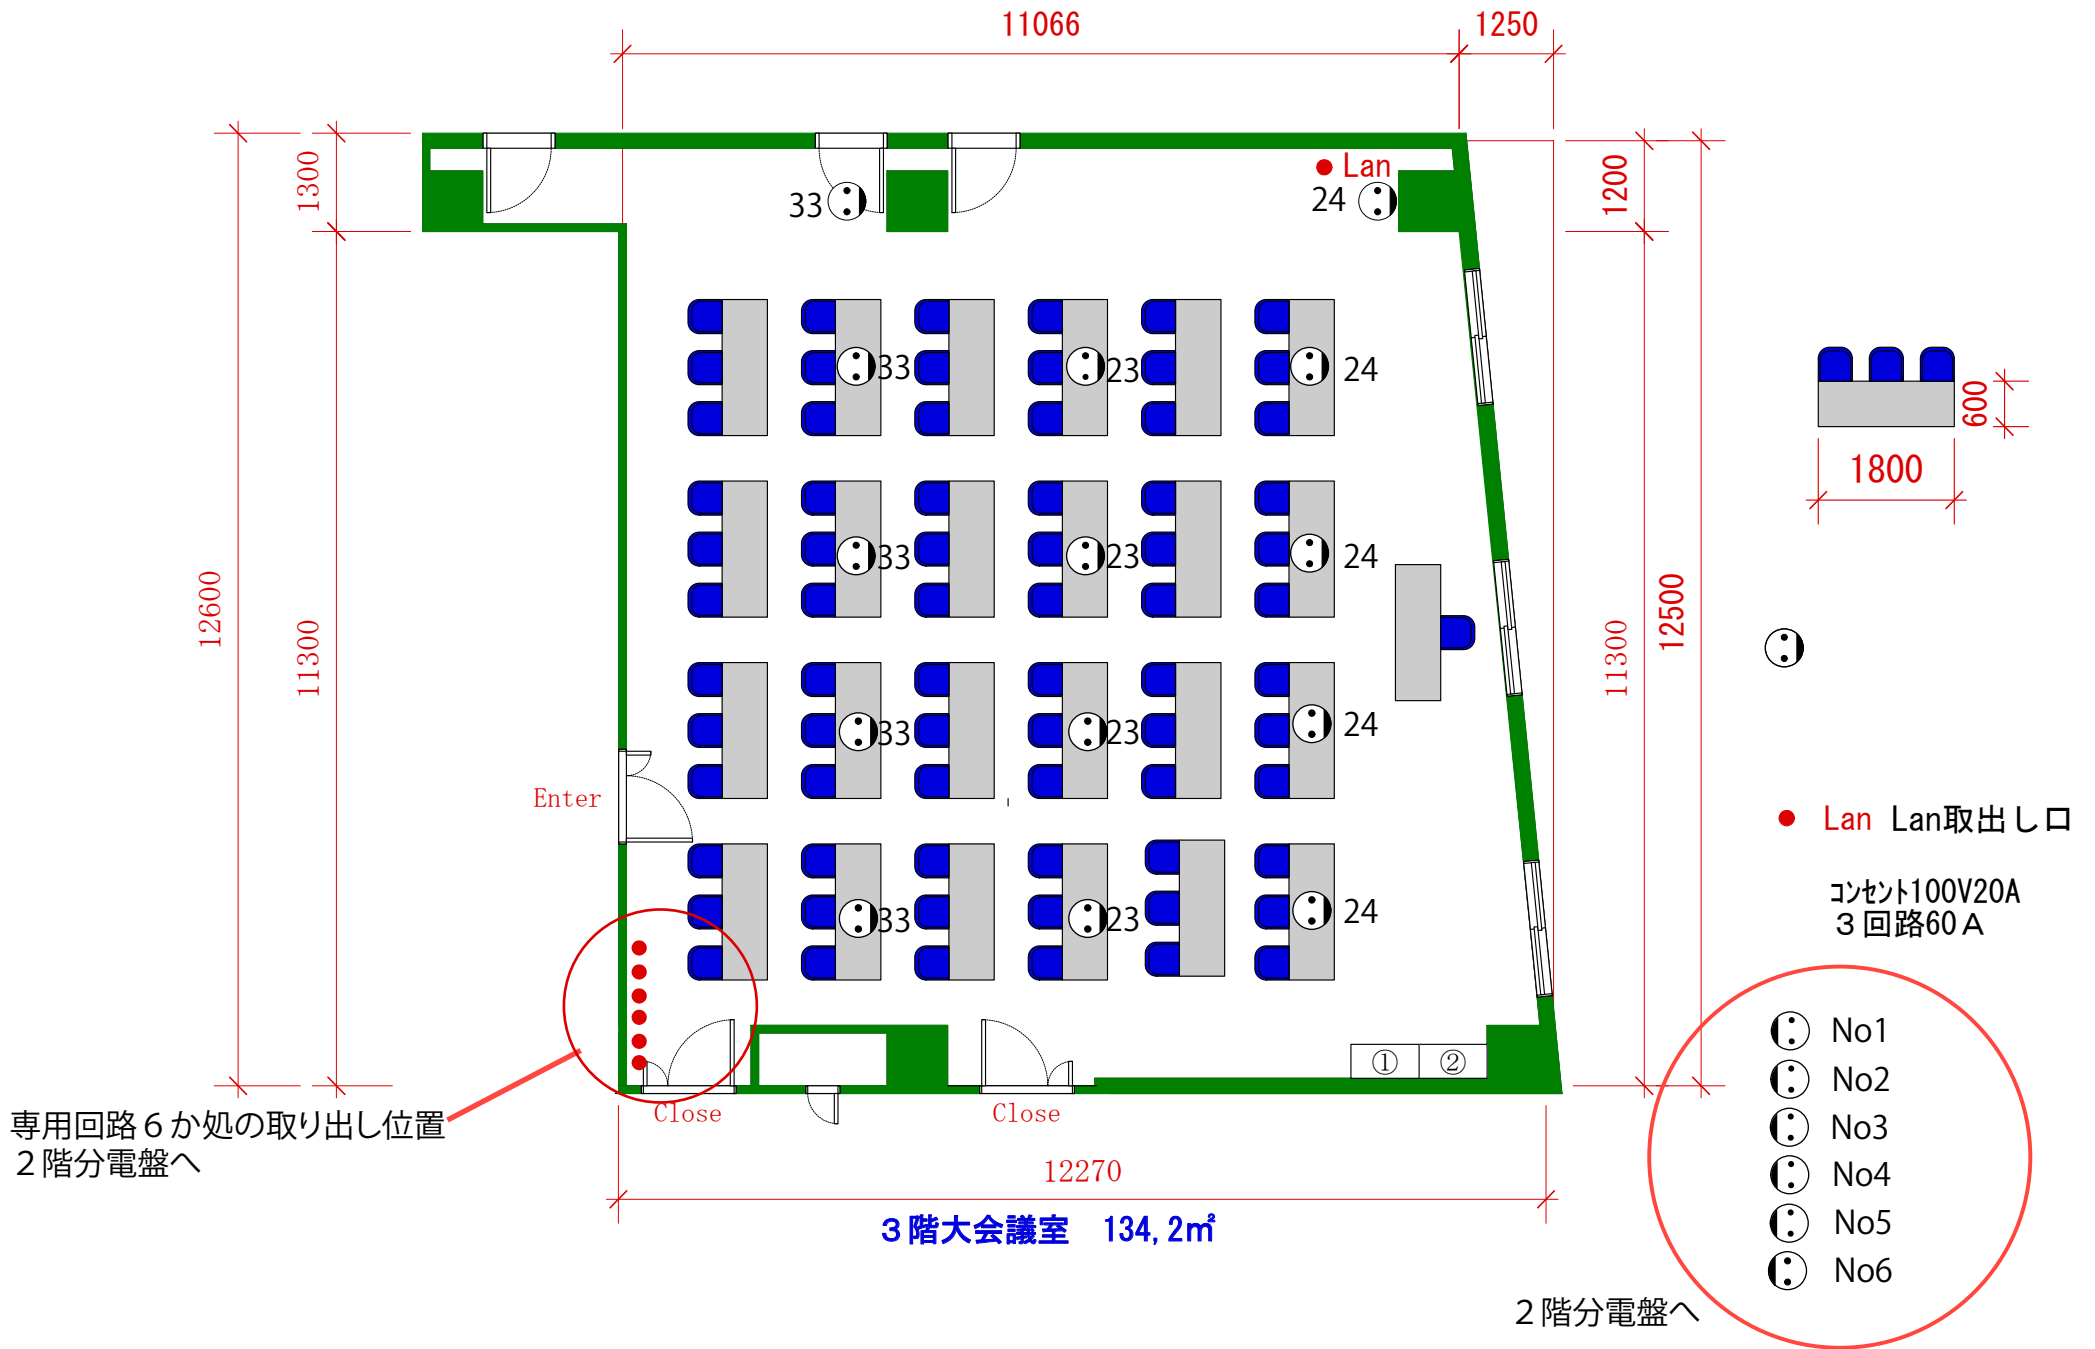 11066
1250
1300
12600
11300
33
Lan
24
1200
11300
12500
33
23
24
33
23
24
33
23
24
33
23
24
600
1800
Enter
Lan Lan取出し口
コンセント100V20A
３回路60Ａ
① ②
Close
Close
専用回路６か処の取り出し位置
２階分電盤へ
12270
３階大会議室 134,2㎡
No1
No2
No3
No4
No5
No6
２階分電盤へ